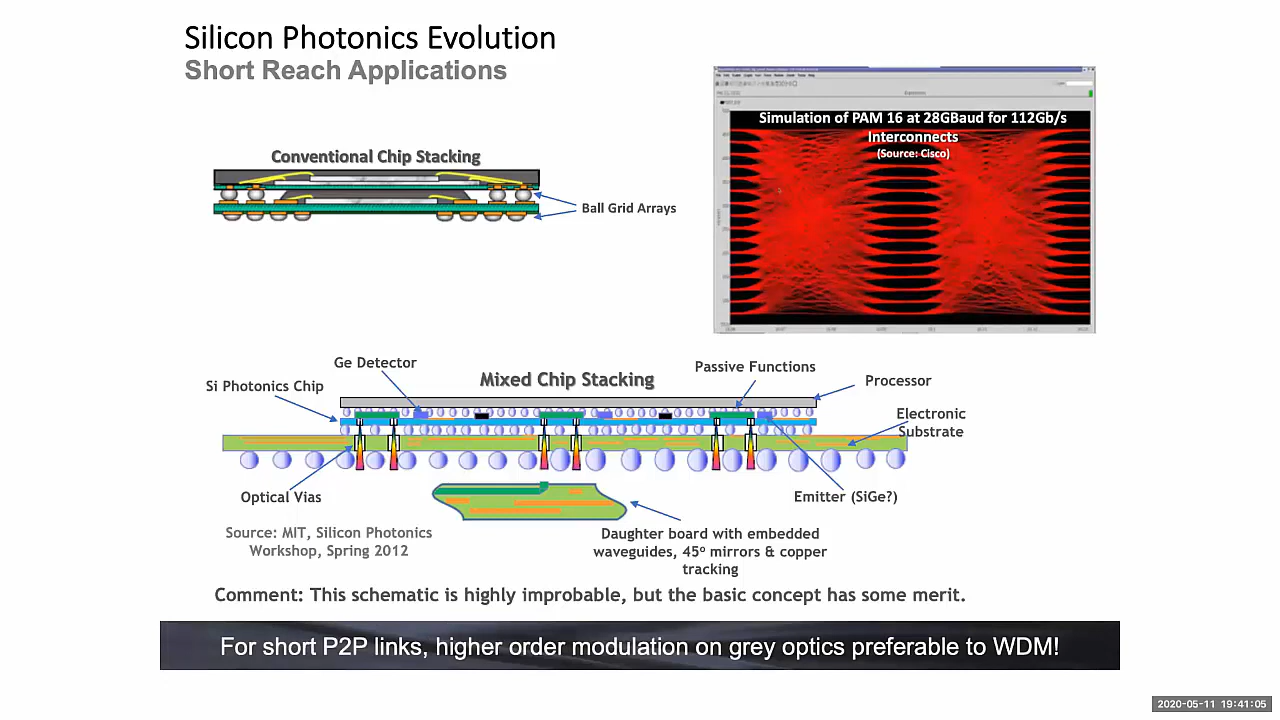 Silicon Photonics Evolution
Short Reach Applications
Simulation of PAM 16 at 28GBaud for 112Gb/s
Interconnects
(Source: Cisco)
Conventional Chip Stacking
Ball Grid Arrays
Ge Detector
Mixed Chip Stacking
Passive Functions
Si Photonics Chip
Processor
Electronic
Substrate
Optical Vias
Emitter (SiGe?)
Source: MIT, Silicon Photonics
Workshop, Spring 2012
Daughter board with embedded
waveguides, 45º mirrors & copper
tracking
Comment: This schematic is highly improbable, but the basic concept has some merit.
For short P2P links, higher order modulation on grey optics preferable to WDM!
2020-05-11 19:41:05